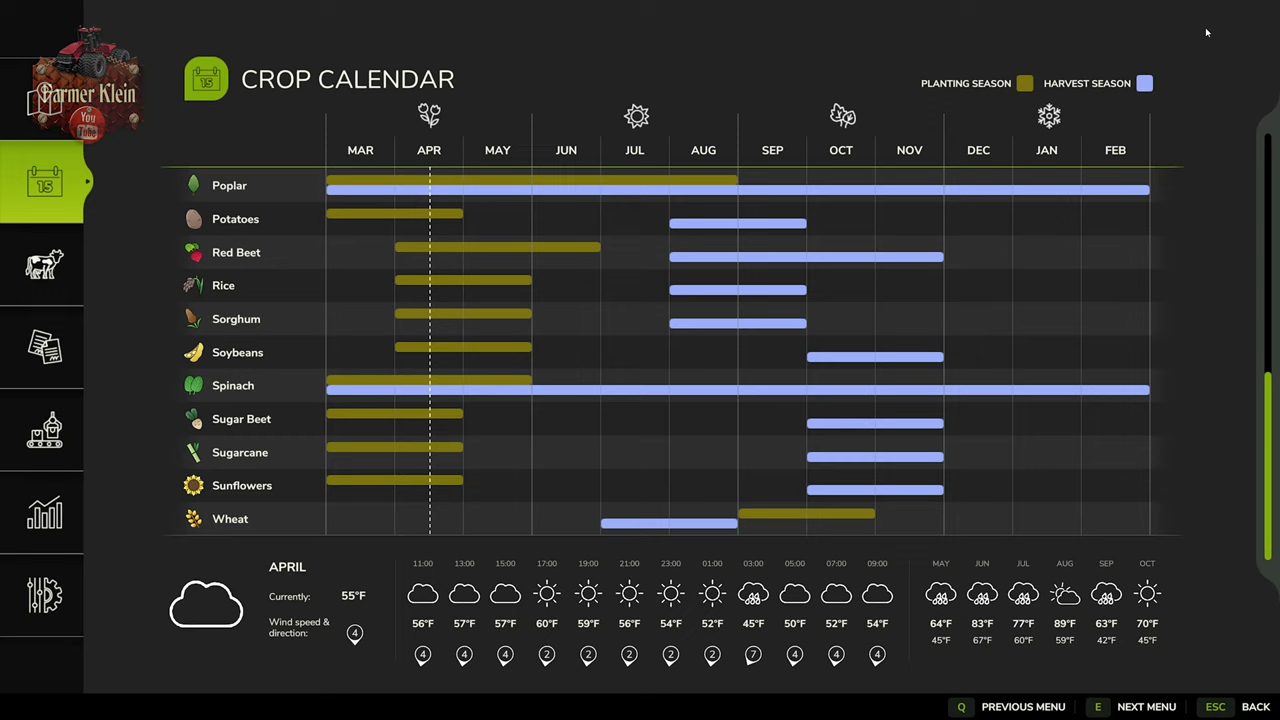 Farmer Klein
You
Tube
15
CROP CALENDAR
PLANTING SEASON
HARVEST SEASON
MAR APR MAY JUN JUL AUG SEP OCT NOV DEC JAN FEB
15
Poplar
Potatoes
Red Beet
Rice
Sorghum
Soybeans
Spinach
Sugar Beet
Sugarcane
Sunflowers
Wheat
APRIL
Currently: 55°F
Wind speed &
direction: 4
11:00 13:00 15:00 17:00 19:00 21:00 23:00 01:00 03:00 05:00 07:00 09:00
56°F 57°F 57°F 60°F 59°F 56°F 54°F 52°F 45°F 50°F 52°F 54°F
4 4 4 2 2 2 2 2 7 4 4 4
MAY JUN JUL AUG SEP OCT
64°F 83°F 77°F 89°F 63°F 70°F
45°F 67°F 60°F 59°F 42°F 45°F
Q PREVIOUS MENU E NEXT MENU ESC BACK